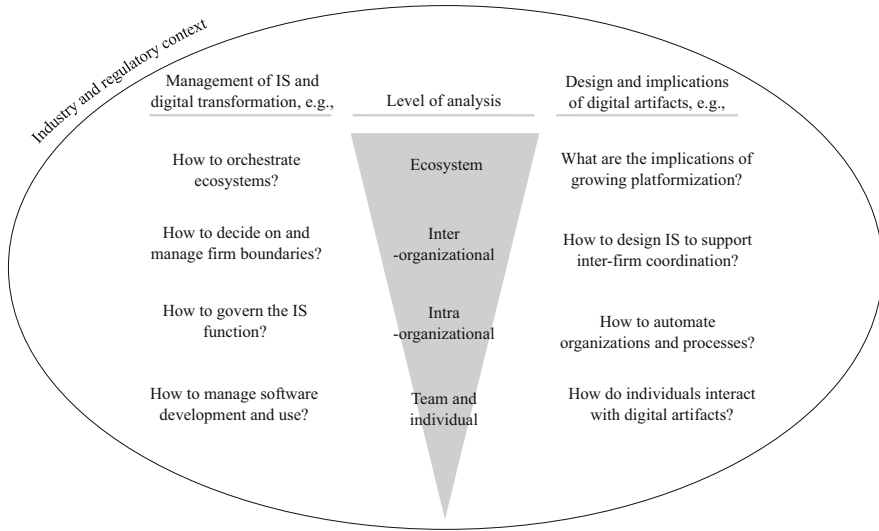 Industry and regulatory context
Management of IS and
digital transformation, e.g.,
Level of analysis
Design and implications
of digital artifacts, e.g.,
How to orchestrate
ecosystems?
Ecosystem
What are the implications of
growing platformization?
How to decide on and
manage firm boundaries?
Inter
-organizational
How to design IS to support
inter-firm coordination?
How to govern the IS
function?
Intra
-organizational
How to automate
organizations and processes?
How to manage software
development and use?
Team and
individual
How do individuals interact
with digital artifacts?